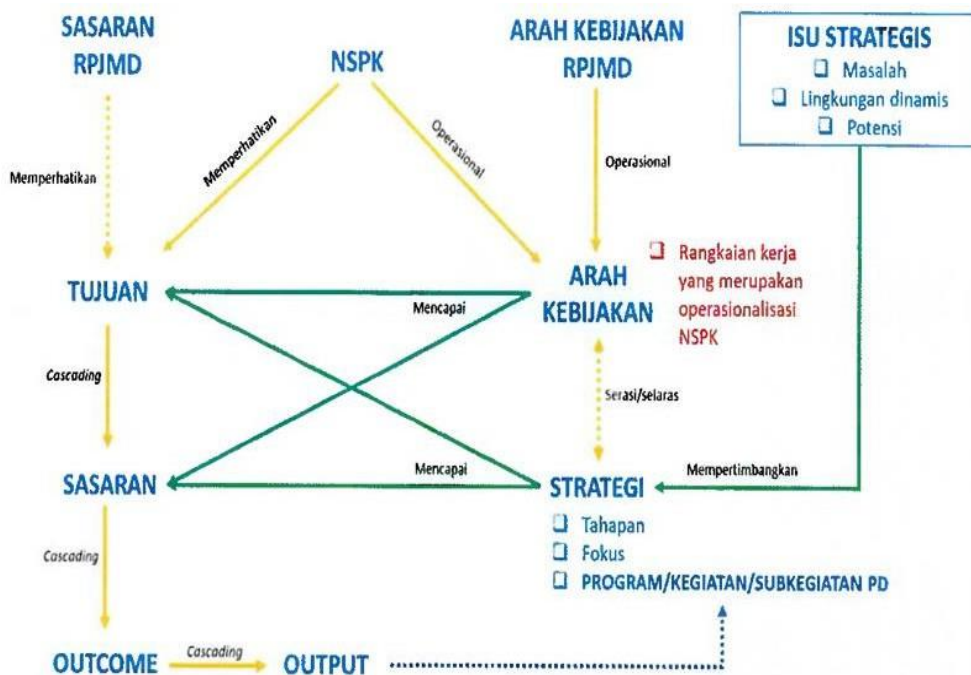 SASARAN
RPJMD
NSPK
ARAH KEBIJAKAN
RPJMD
ISU STRATEGIS
❑ Masalah
❑ Lingkungan dinamis
❑ Potensi
Memperhatikan
Memperhatikan
Operasional
Operasional
TUJUAN
Mencapai
ARAH
KEBIJAKAN
❑ Rangkaian kerja
yang merupakan
operasionalisasi
NSPK
Cascading
Serasi/selaras
SASARAN
Mencapai
STRATEGI
Mempertimbangkan
❑ Tahapan
❑ Fokus
❑ PROGRAM/KEGIATAN/SUBKEGIATAN PD
Cascading
OUTCOME
Cascading
OUTPUT